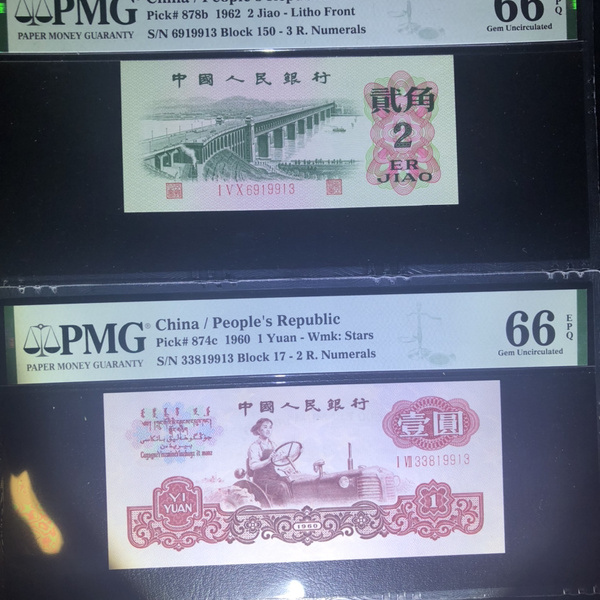 PMG
PAPER MONEY GUARANTY
China / People's Republic
Pick# 878b 1962 2 Jiao - Litho Front
S/N 6919913 Block 150 - 3 R. Numerals
66 EPQ
Gem Uncirculated
中國人民銀行
貳角
2
ER
JIAO
I V X 6919913
PMG
PAPER MONEY GUARANTY
China / People's Republic
Pick# 874c 1960 1 Yuan - Wmk: Stars
S/N 33819913 Block 17 - 2 R. Numerals
66 EPQ
Gem Uncirculated
中國人民銀行
壹圓
I VII 33819913
YI
YUAN
1960
1